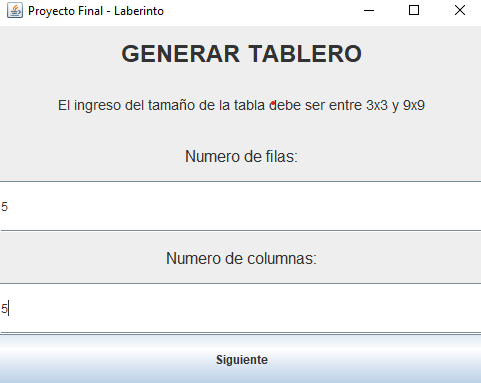 Proyecto Final - Laberinto
GENERAR TABLERO
El ingreso del tamaño de la tabla debe ser entre 3x3 y 9x9
Numero de filas:
5
Numero de columnas:
5
Siguiente